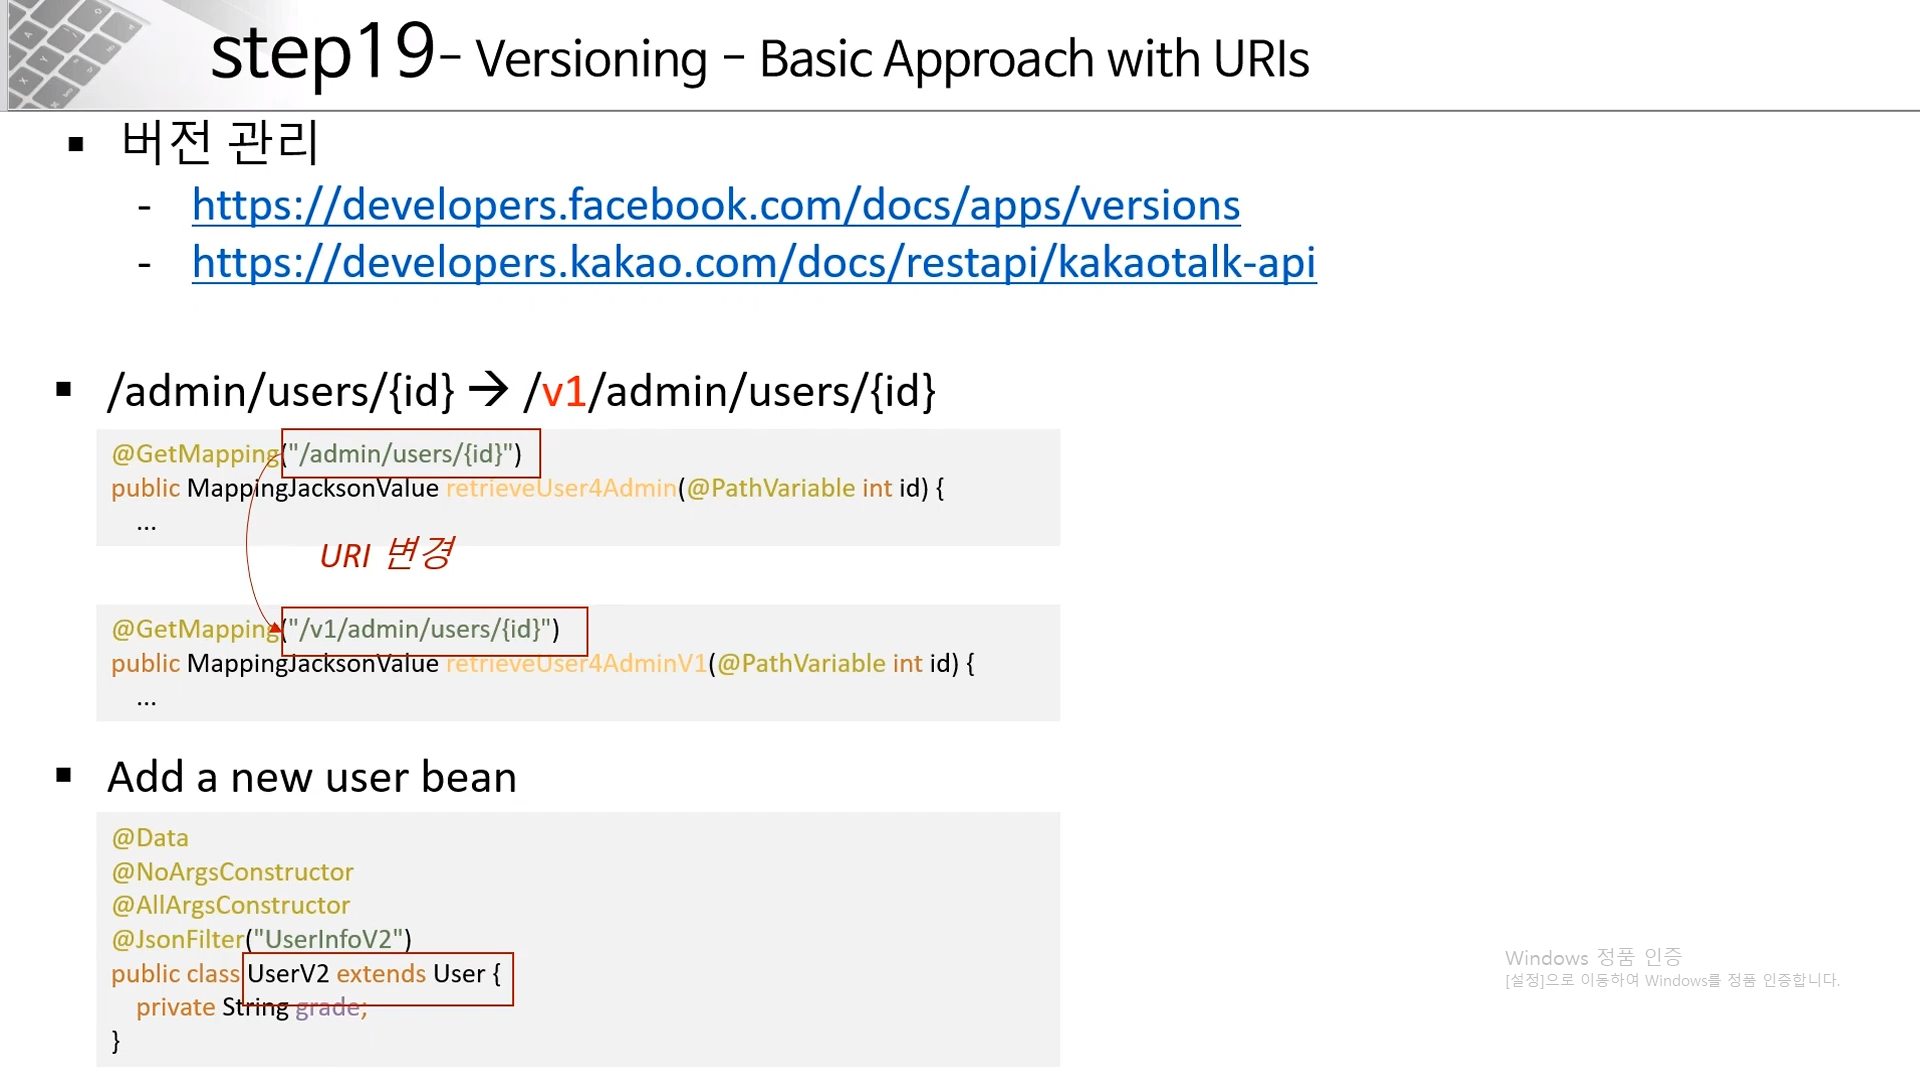 step19– Versioning – Basic Approach with URIs
▪ 버전 관리
- https://developers.facebook.com/docs/apps/versions
- https://developers.kakao.com/docs/restapi/kakaotalk-api
▪ /admin/users/{id} → /v1/admin/users/{id}
@GetMapping("/admin/users/{id}")
public MappingJacksonValue retrieveUser4Admin(@PathVariable int id) {
...
URI 변경
@GetMapping("/v1/admin/users/{id}")
public MappingJacksonValue retrieveUser4AdminV1(@PathVariable int id) {
...
▪ Add a new user bean
@Data
@NoArgsConstructor
@AllArgsConstructor
@JsonFilter("UserInfoV2")
public class UserV2 extends User {
private String grade;
}
Windows 정품 인증
[설정]으로 이동하여 Windows를 정품 인증합니다.